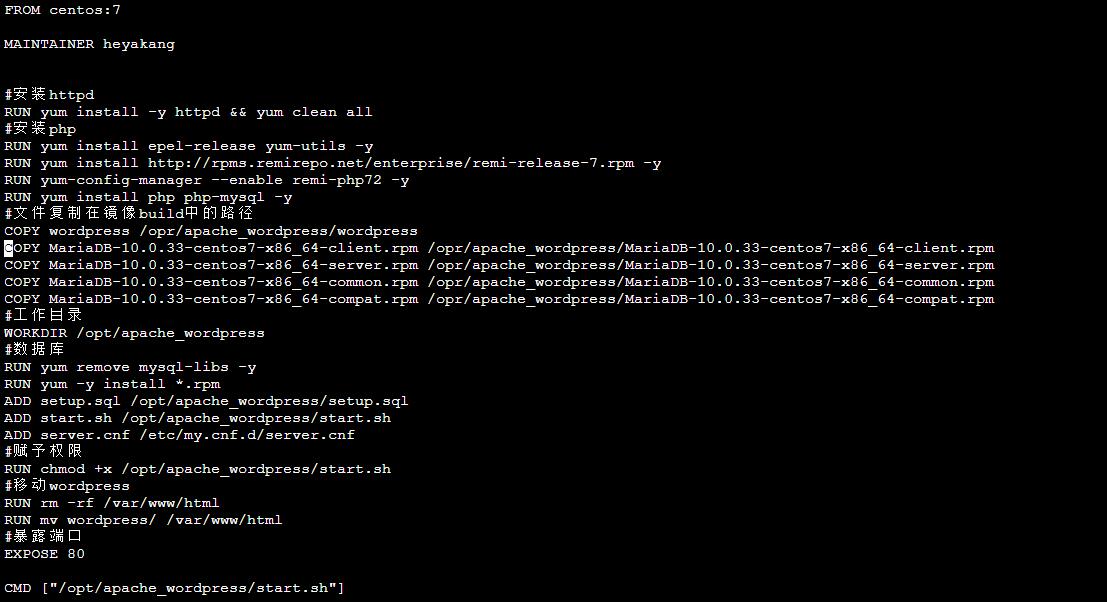 FROM centos:7
MAINTAINER heyakang
#安装httpd
RUN yum install -y httpd && yum clean all
#安装php
RUN yum install epel-release yum-utils -y
RUN yum install http://rpms.remirepo.net/enterprise/remi-release-7.rpm -y
RUN yum-config-manager --enable remi-php72 -y
RUN yum install php php-mysql -y
#文件复制在镜像build中的路径
COPY wordpress /opr/apache_wordpress/wordpress
COPY MariaDB-10.0.33-centos7-x86_64-client.rpm /opr/apache_wordpress/MariaDB-10.0.33-centos7-x86_64-client.rpm
COPY MariaDB-10.0.33-centos7-x86_64-server.rpm /opr/apache_wordpress/MariaDB-10.0.33-centos7-x86_64-server.rpm
COPY MariaDB-10.0.33-centos7-x86_64-common.rpm /opr/apache_wordpress/MariaDB-10.0.33-centos7-x86_64-common.rpm
COPY MariaDB-10.0.33-centos7-x86_64-compat.rpm /opr/apache_wordpress/MariaDB-10.0.33-centos7-x86_64-compat.rpm
#工作目录
WORKDIR /opt/apache_wordpress
#数据库
RUN yum remove mysql-libs -y
RUN yum -y install *.rpm
ADD setup.sql /opt/apache_wordpress/setup.sql
ADD start.sh /opt/apache_wordpress/start.sh
ADD server.cnf /etc/my.cnf.d/server.cnf
#赋予权限
RUN chmod +x /opt/apache_wordpress/start.sh
#移动wordpress
RUN rm -rf /var/www/html
RUN mv wordpress/ /var/www/html
#暴露端口
EXPOSE 80
CMD ["/opt/apache_wordpress/start.sh"]